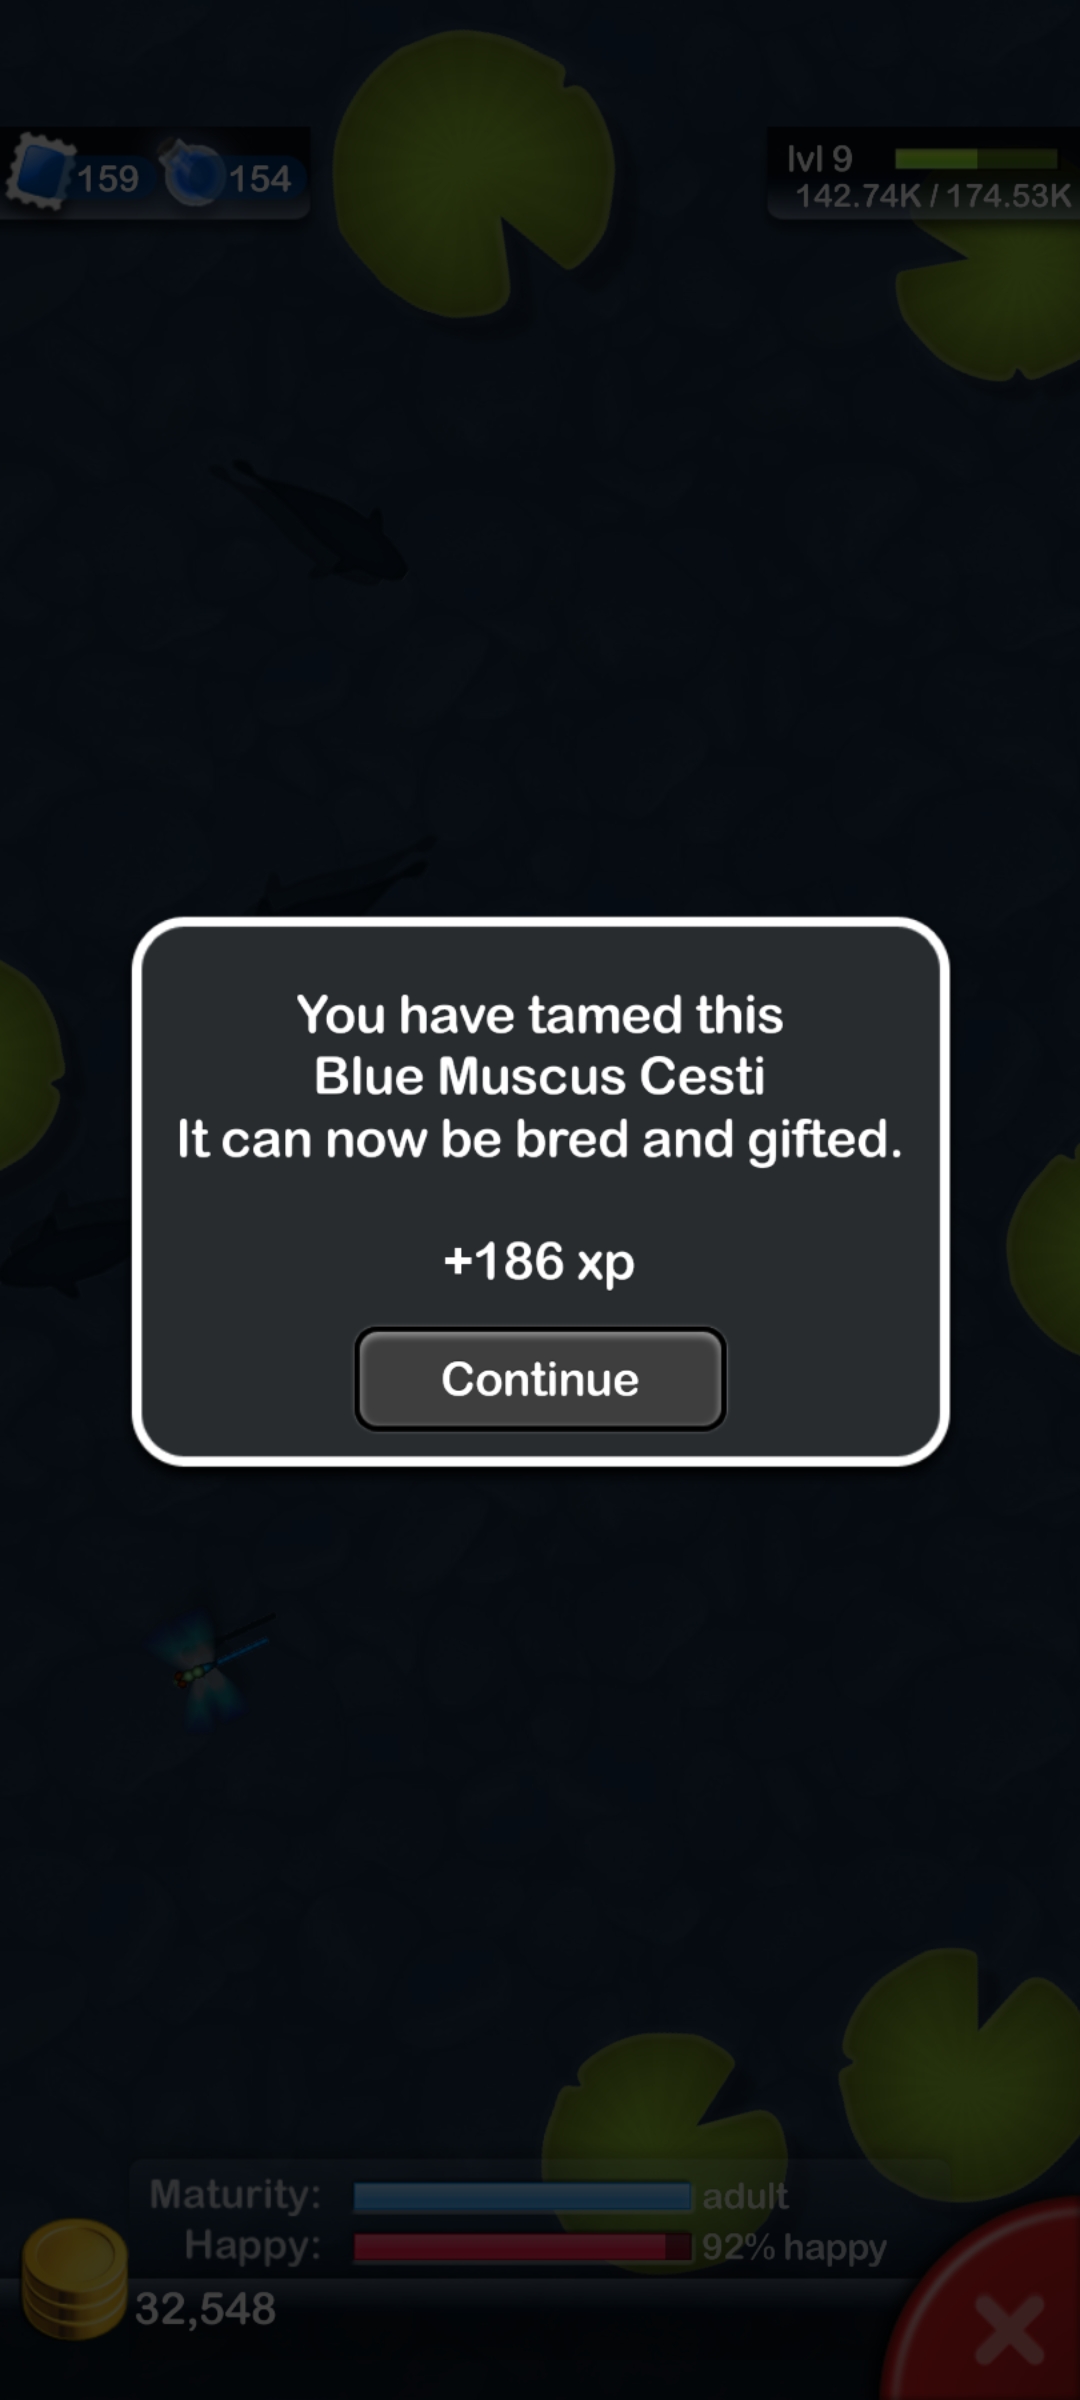 159 154
lvl 9
142.74K / 174.53K
You have tamed this
Blue Muscus Cesti
It can now be bred and gifted.
+186 xp
Continue
Maturity: adult
Happy: 92% happy
32,548